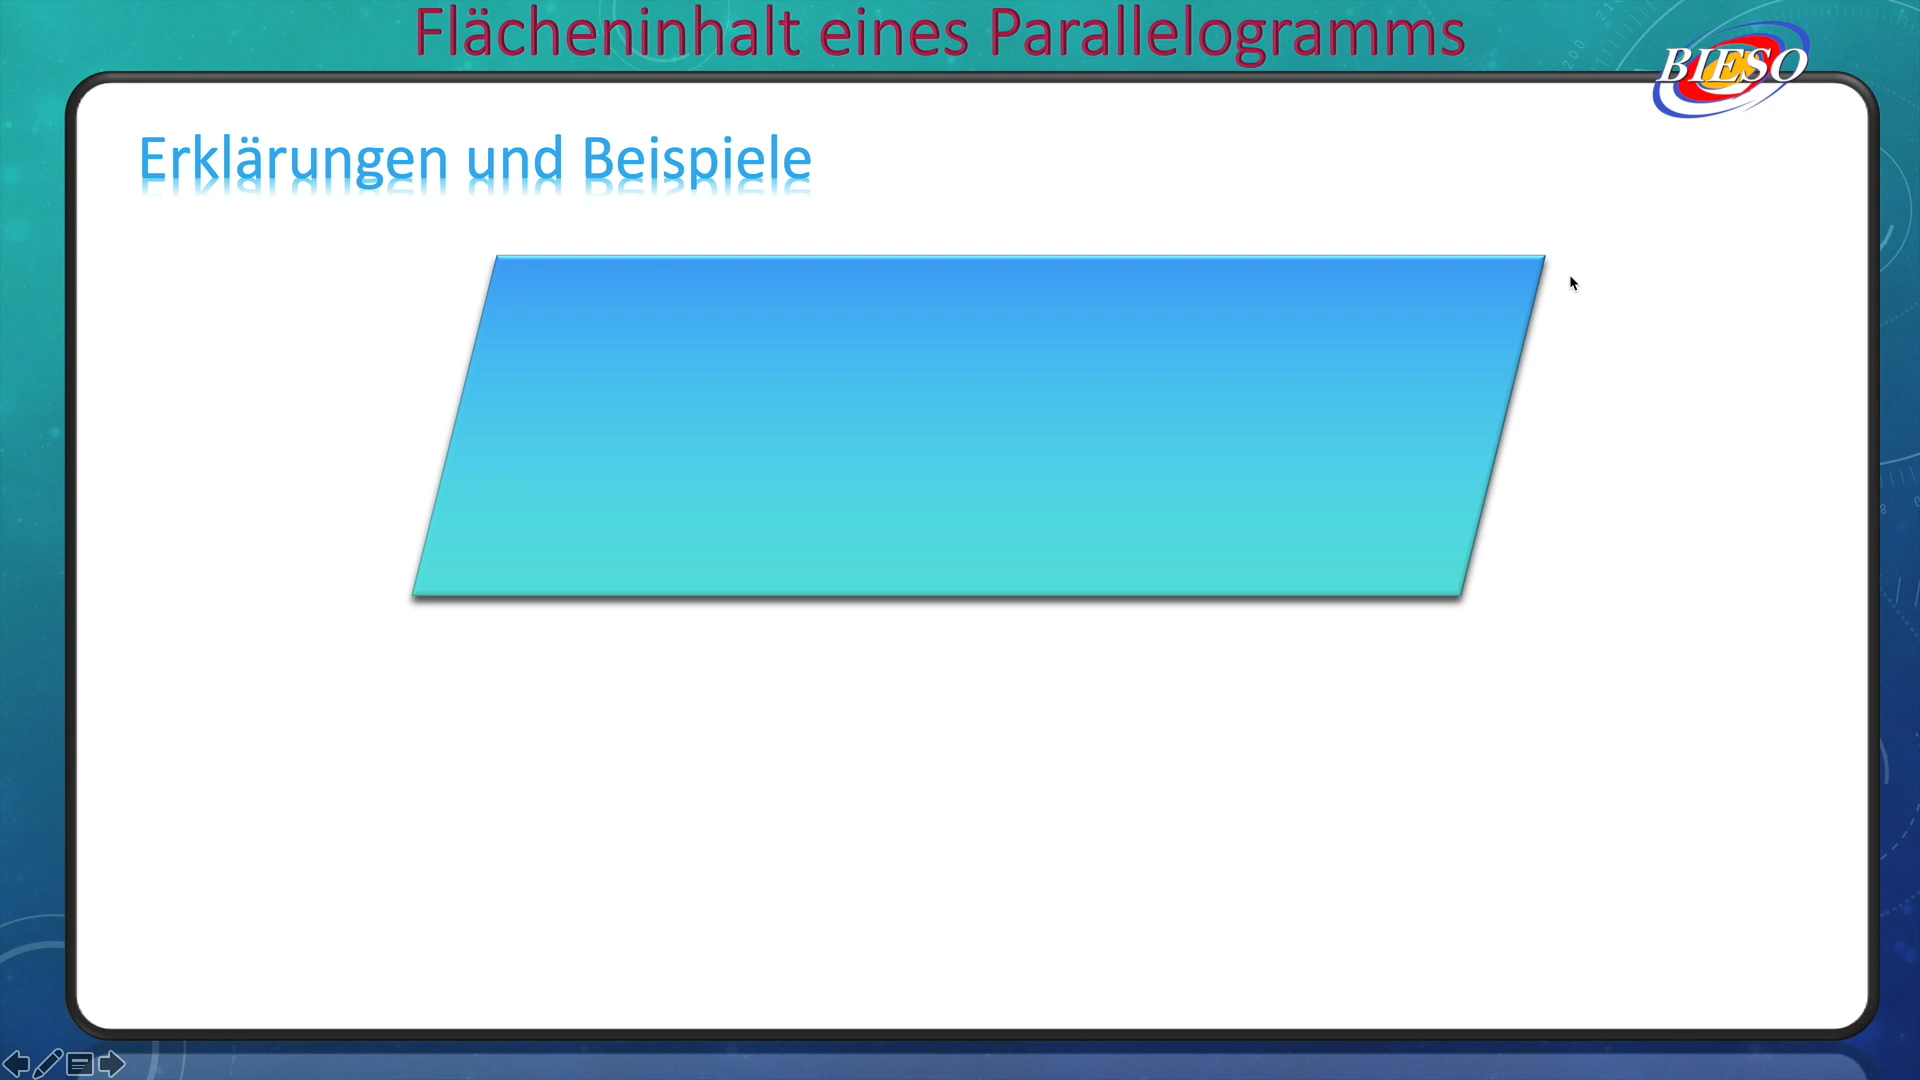 Flächeninhalt eines Parallelogramms
BIESO
Erklärungen und Beispiele